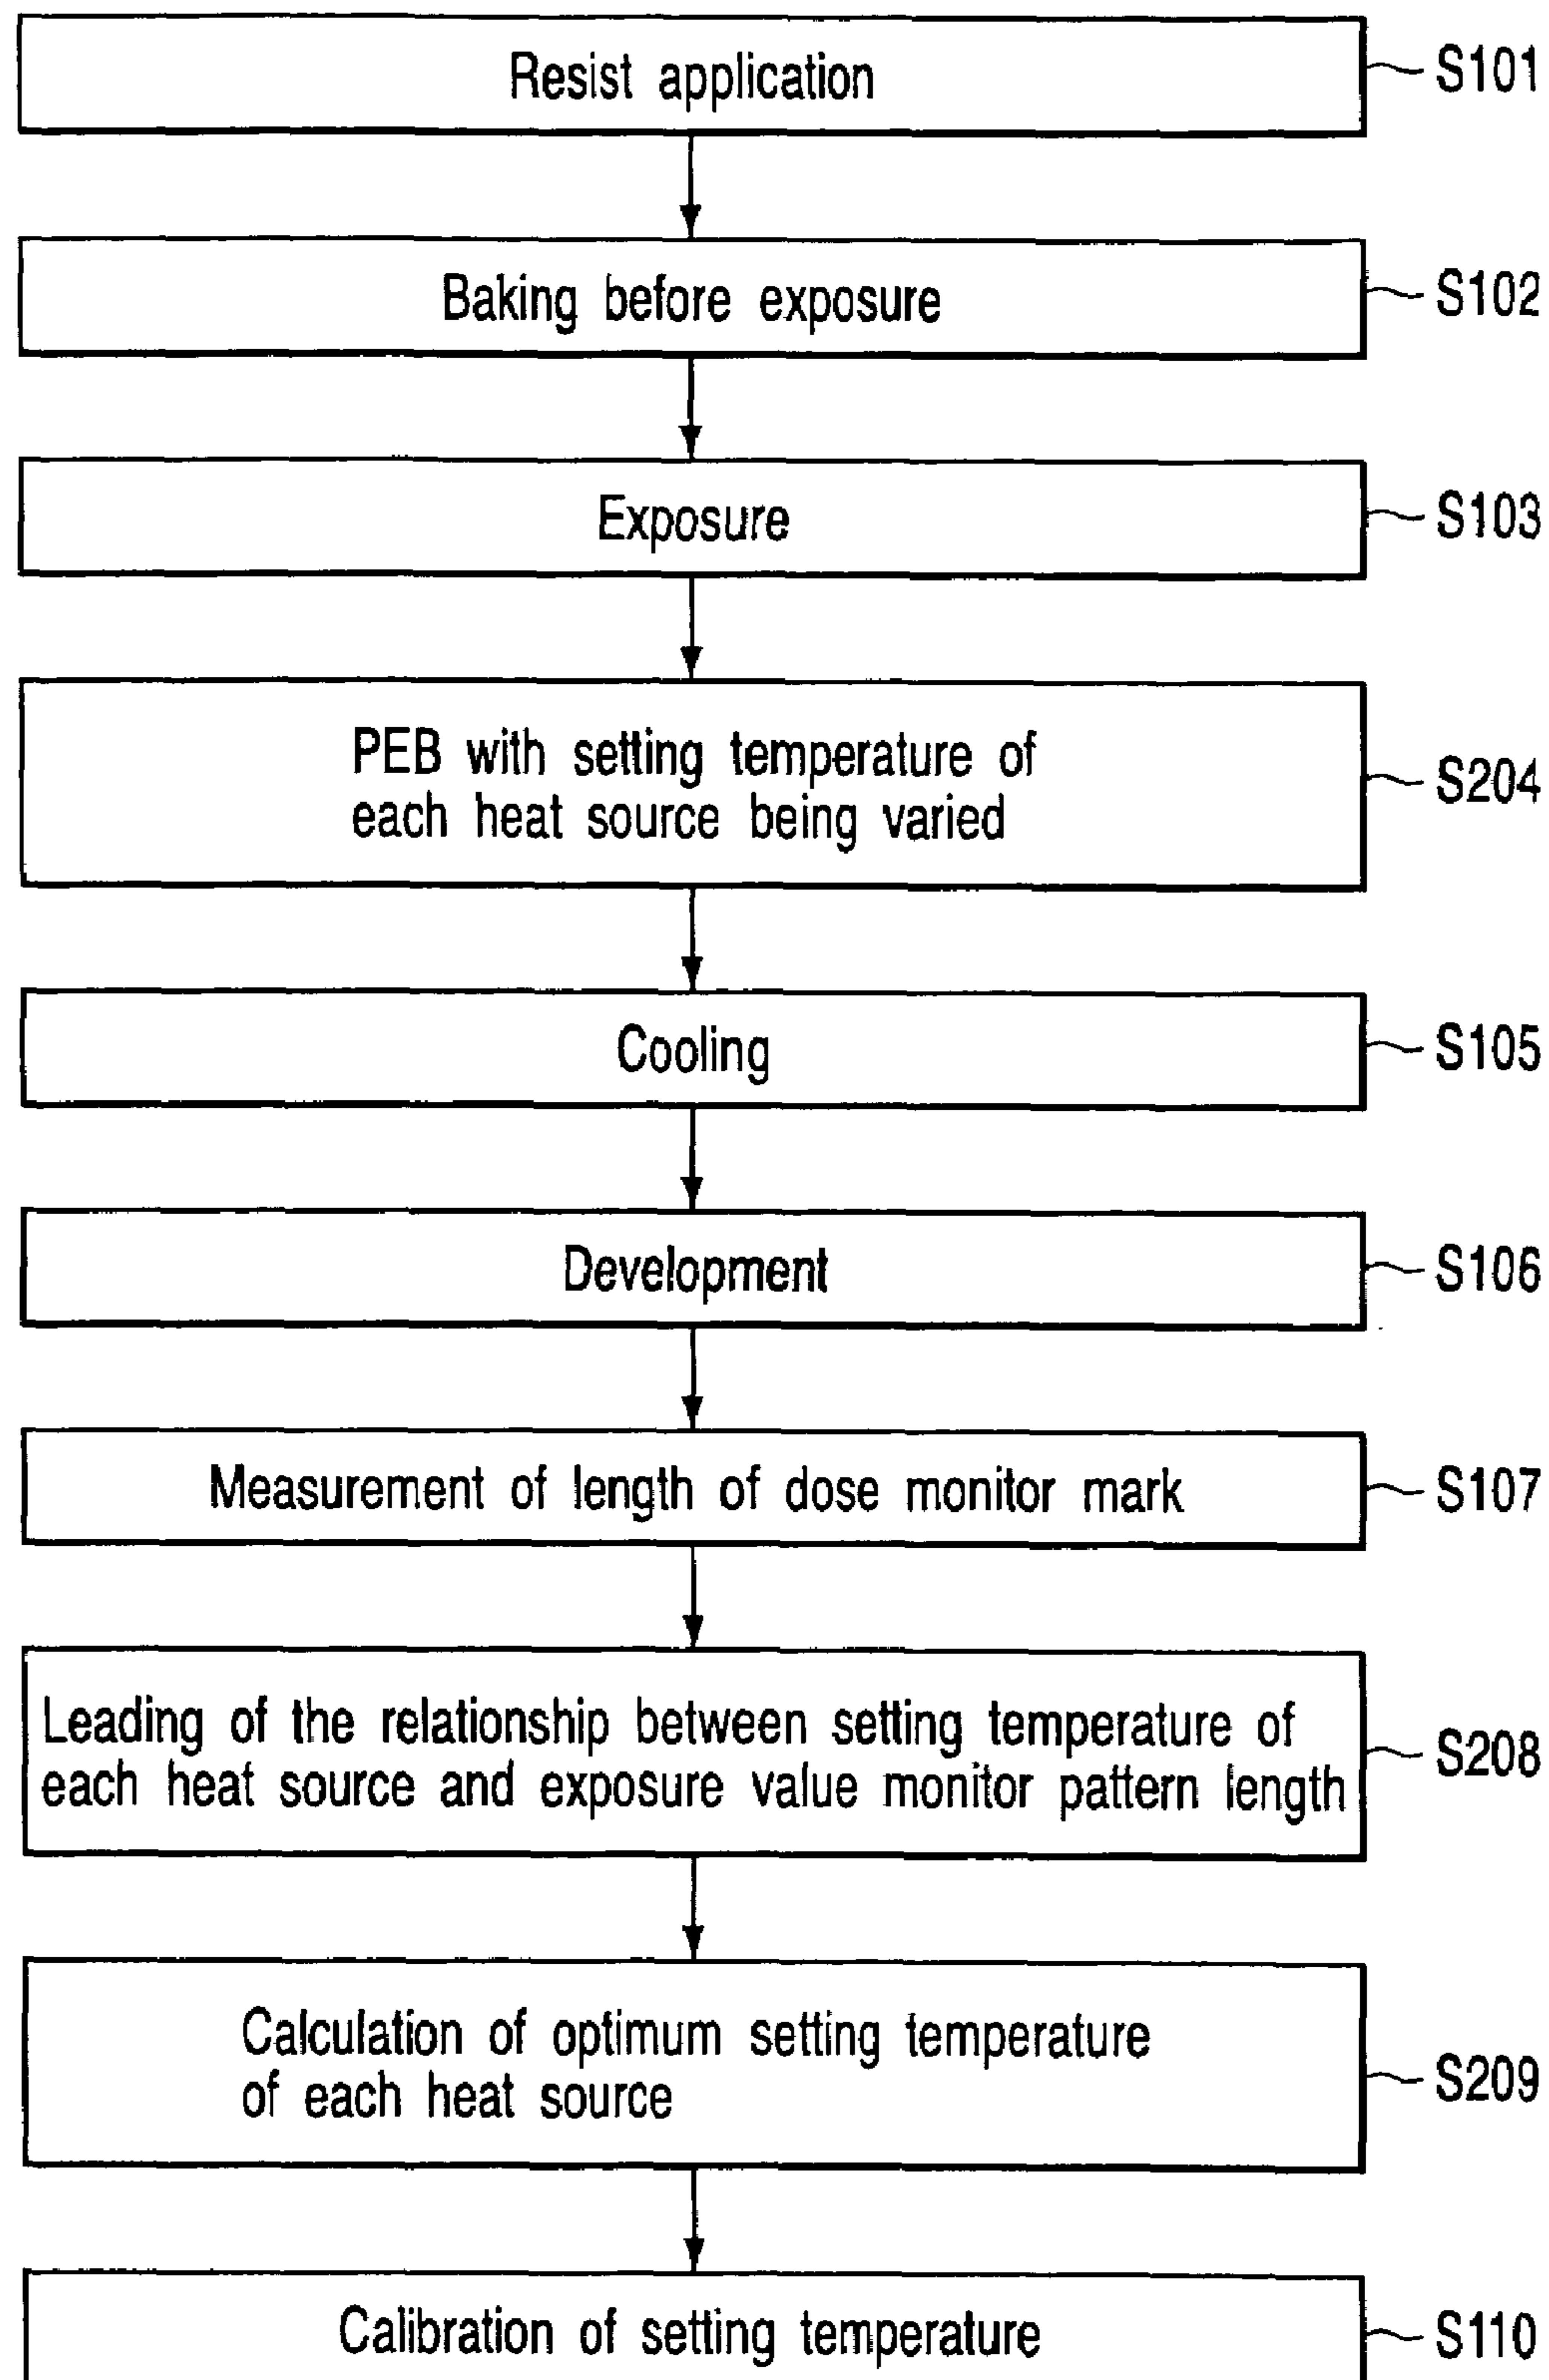 Resist application
S101
Baking before exposure
S102
Exposure
S103
PEB with setting temperature of
each heat source being varied
S204
Cooling
S105
Development
S106
Measurement of length of dose monitor mark
S107
Leading of the relationship between setting temperature of
each heat source and exposure value monitor pattern length
S208
Calculation of optimum setting temperature
of each heat source
S209
Calibration of setting temperature
S110